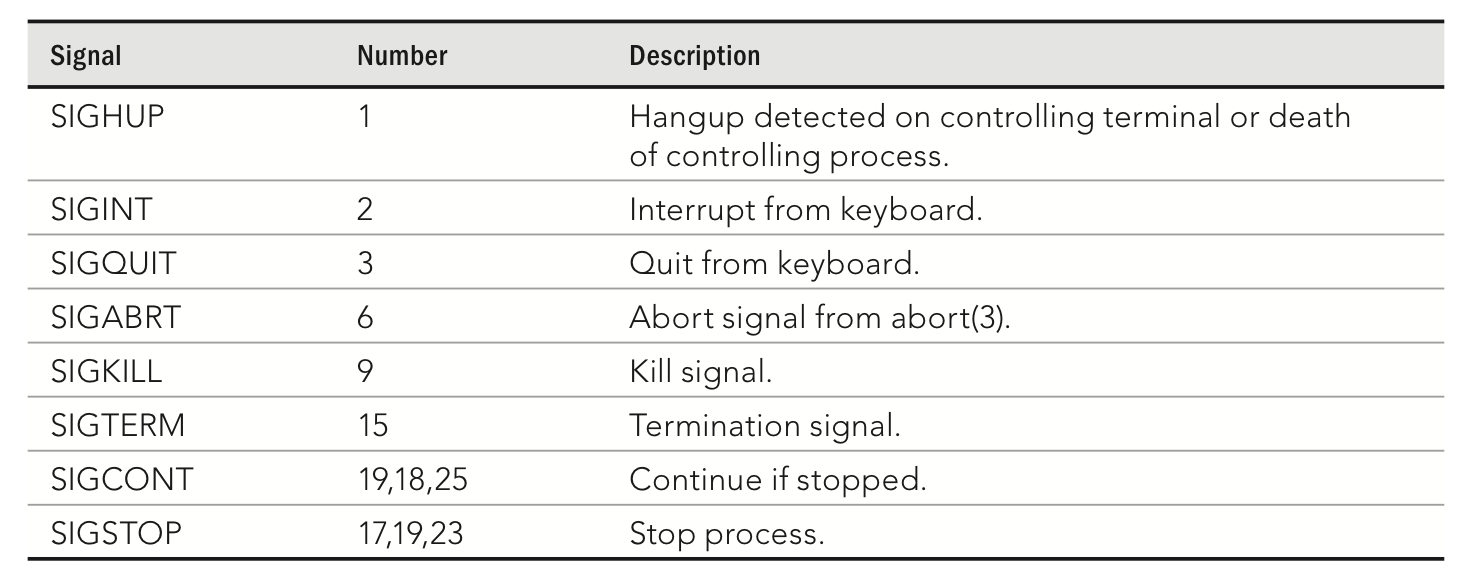 Signal Number Description
SIGHUP 1 Hangup detected on controlling terminal or death
of controlling process.
SIGINT 2 Interrupt from keyboard.
SIGQUIT 3 Quit from keyboard.
SIGABRT 6 Abort signal from abort(3).
SIGKILL 9 Kill signal.
SIGTERM 15 Termination signal.
SIGCONT 19,18,25 Continue if stopped.
SIGSTOP 17,19,23 Stop process.